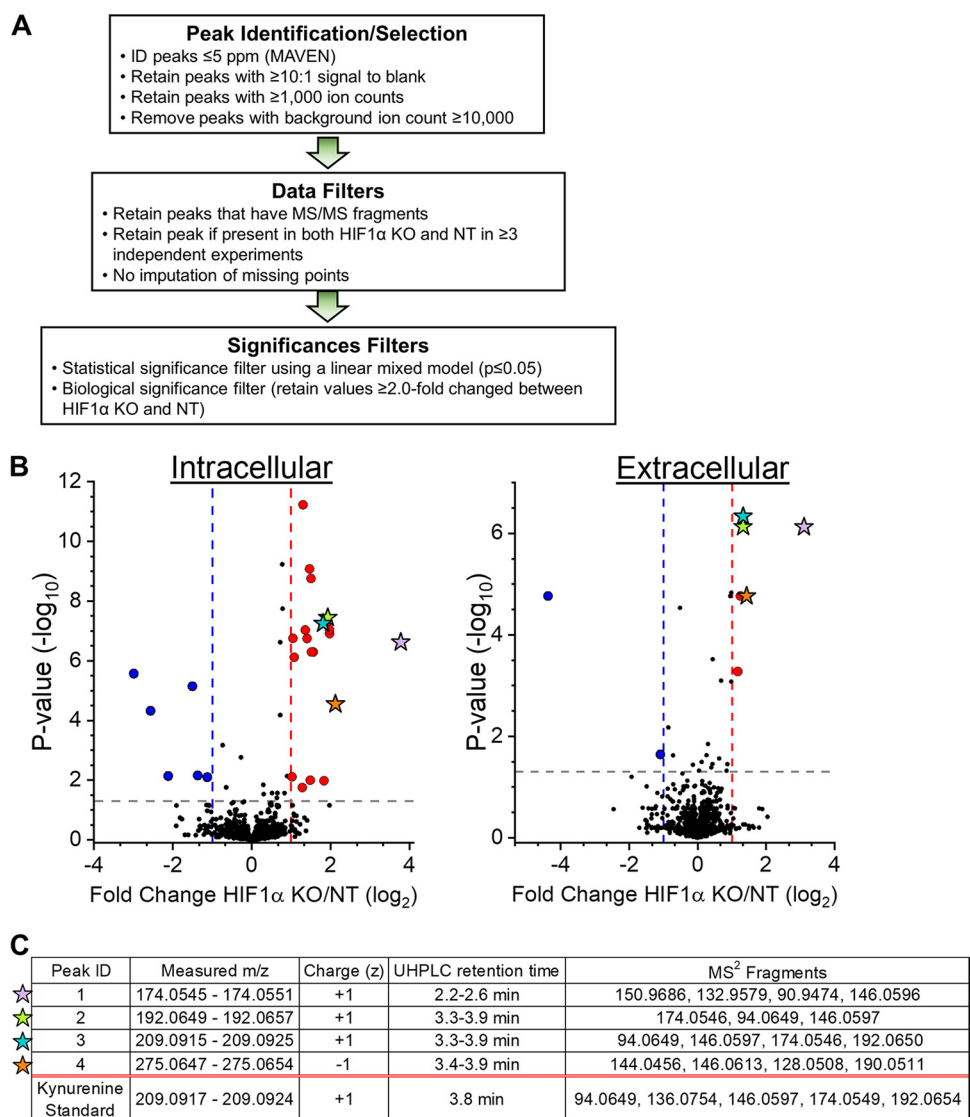 A
Peak Identification/Selection
• ID peaks ≤5 ppm (MAVEN)
• Retain peaks with ≥10:1 signal to blank
• Retain peaks with ≥1,000 ion counts
• Remove peaks with background ion count ≥10,000
Data Filters
• Retain peaks that have MS/MS fragments
• Retain peak if present in both HIF1α KO and NT in ≥3
independent experiments
• No imputation of missing points
Significances Filters
• Statistical significance filter using a linear mixed model (p≤0.05)
• Biological significance filter (retain values ≥2.0-fold changed between
HIF1α KO and NT)
B
Intracellular
P-value (-log10)
12
10
8
6
4
2
0
-4 -2 0 2 4
Fold Change HIF1α KO/NT (log2)
Extracellular
P-value (-log10)
6
4
2
0
-4 -2 0 2 4
Fold Change HIF1α KO/NT (log2)
C
Peak ID Measured m/z Charge (z) UHPLC retention time MS2 Fragments
1 174.0545 - 174.0551 +1 2.2-2.6 min 150.9686, 132.9579, 90.9474, 146.0596
2 192.0649 - 192.0657 +1 3.3-3.9 min 174.0546, 94.0649, 146.0597
3 209.0915 - 209.0925 +1 3.3-3.9 min 94.0649, 146.0597, 174.0546, 192.0650
4 275.0647 - 275.0654 -1 3.4-3.9 min 144.0456, 146.0613, 128.0508, 190.0511
Kynurenine
Standard 209.0917 - 209.0924 +1 3.8 min 94.0649, 136.0754, 146.0597, 174.0549, 192.0654